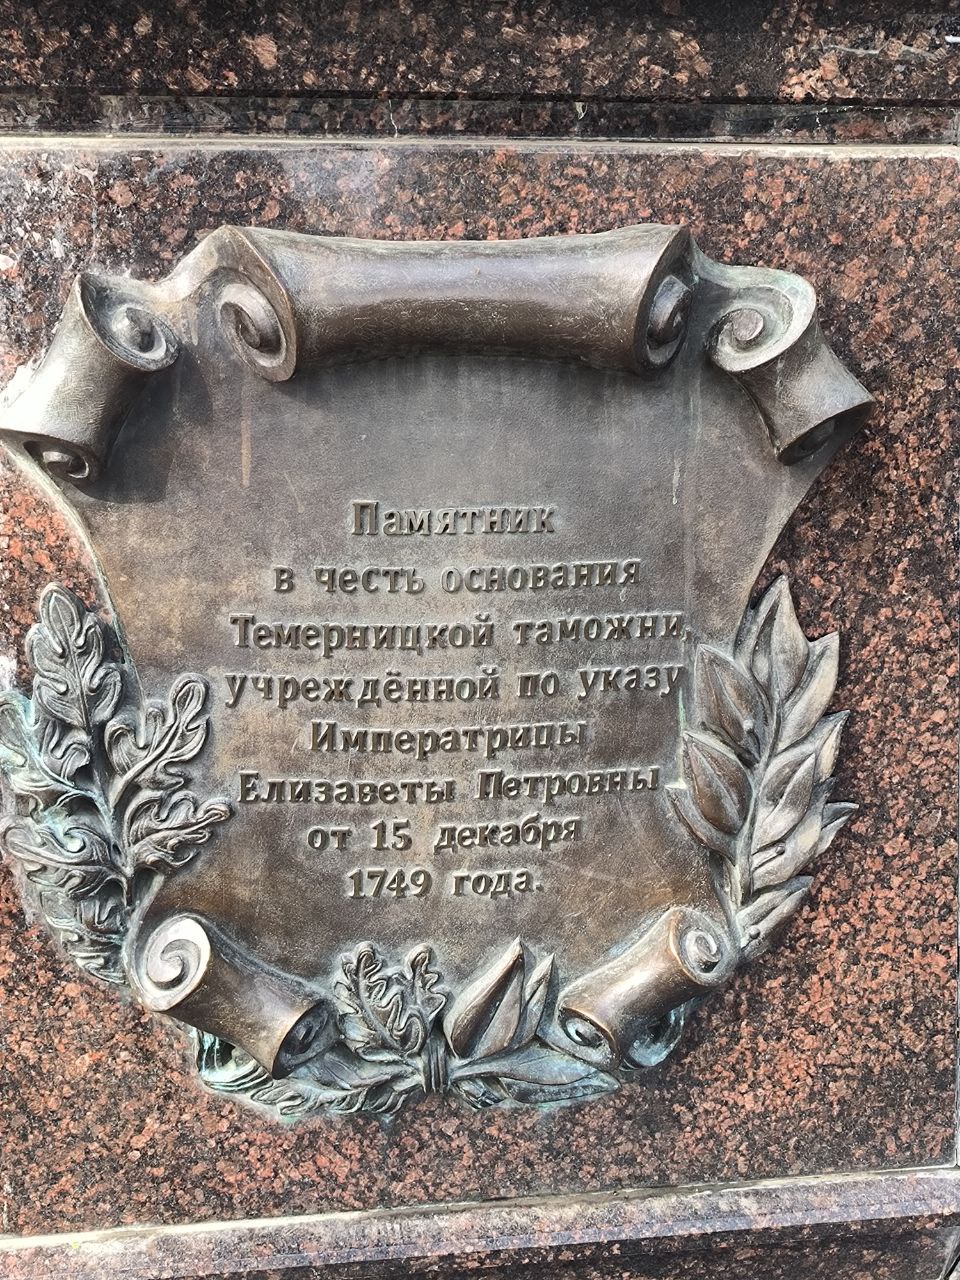 Памятник
в честь основания
Темерницкой таможни,
учреждённой по указу
Императрицы
Елизаветы Петровны
от 15 декабря
1749 года.